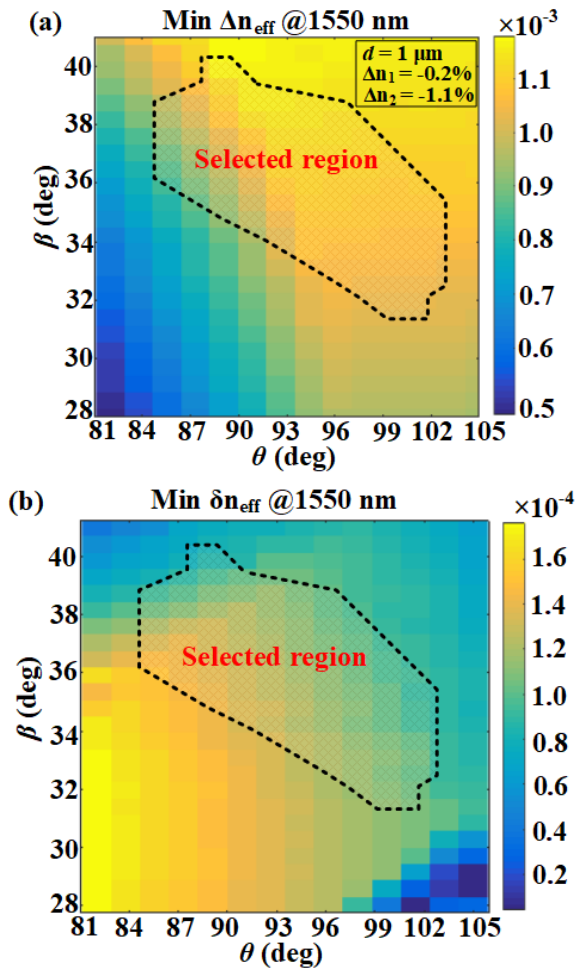 (a) Min Δn_eff @1550 nm
×10⁻³
d = 1 μm
Δn₁ = -0.2%
Δn₂ = -1.1%
Selected region
β (deg)
40
38
36
34
32
30
28
81 84 87 90 93 96 99 102 105
θ (deg)
1.1
1
0.9
0.8
0.7
0.6
0.5
(b) Min δn_eff @1550 nm
×10⁻⁴
Selected region
β (deg)
40
38
36
34
32
30
28
81 84 87 90 93 96 99 102 105
θ (deg)
1.6
1.4
1.2
1
0.8
0.6
0.4
0.2